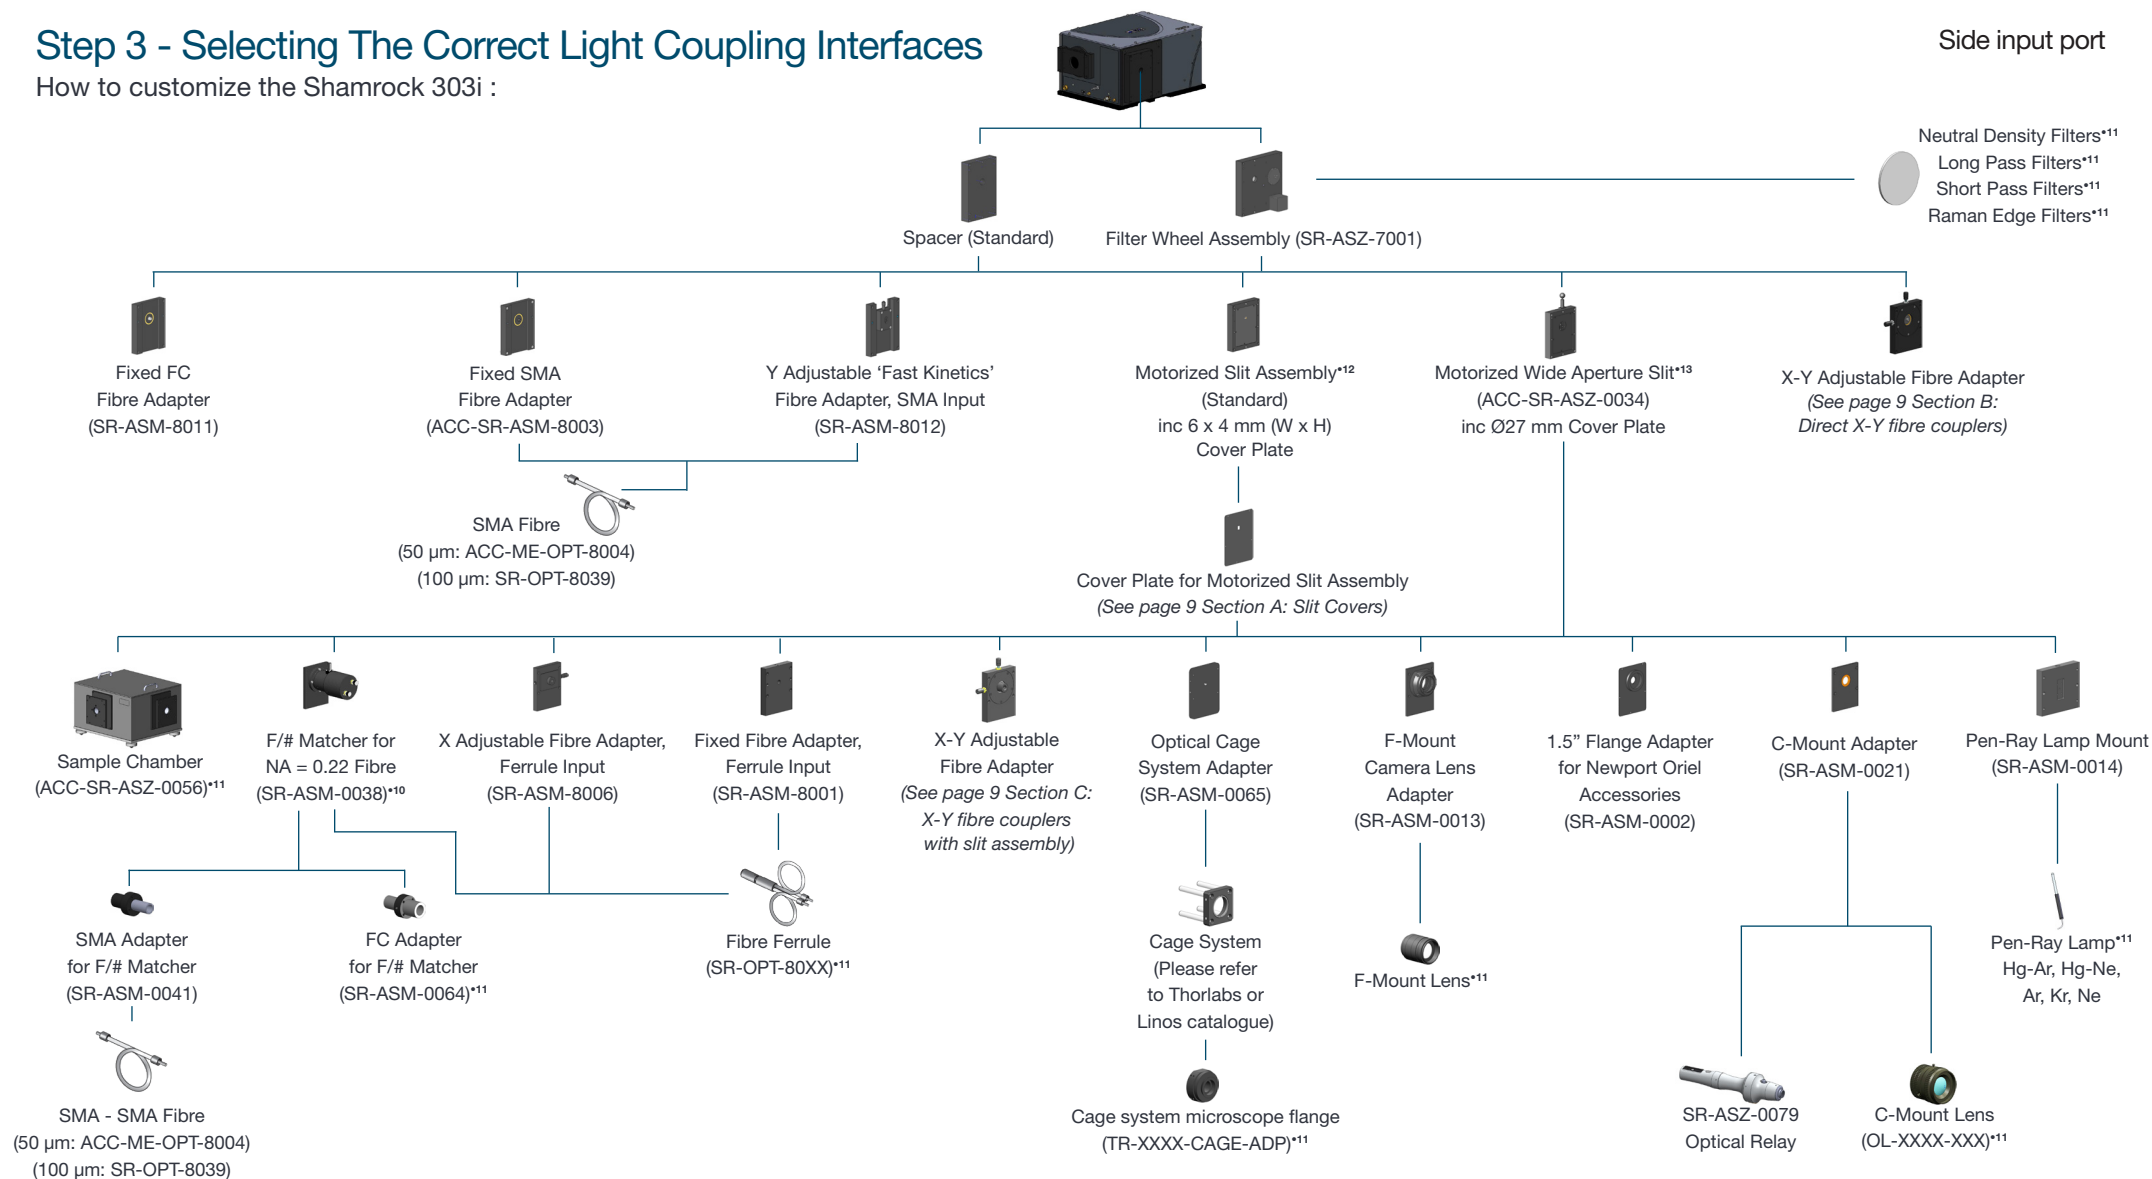 Step 3 - Selecting The Correct Light Coupling Interfaces
How to customize the Shamrock 303i :
Side input port
Neutral Density Filters•11
Long Pass Filters•11
Short Pass Filters•11
Raman Edge Filters•11
Spacer (Standard)
Filter Wheel Assembly (SR-ASZ-7001)
Fixed FC
Fibre Adapter
(SR-ASM-8011)
Fixed SMA
Fibre Adapter
(ACC-SR-ASM-8003)
Y Adjustable ‘Fast Kinetics’
Fibre Adapter, SMA Input
(SR-ASM-8012)
Motorized Slit Assembly•12
(Standard)
inc 6 x 4 mm (W x H)
Cover Plate
Motorized Wide Aperture Slit•13
(ACC-SR-ASZ-0034)
inc Ø27 mm Cover Plate
X-Y Adjustable Fibre Adapter
(See page 9 Section B:
Direct X-Y fibre couplers)
SMA Fibre
(50 µm: ACC-ME-OPT-8004)
(100 µm: SR-OPT-8039)
Cover Plate for Motorized Slit Assembly
(See page 9 Section A: Slit Covers)
Sample Chamber
(ACC-SR-ASZ-0056)•11
F/# Matcher for
NA = 0.22 Fibre
(SR-ASM-0038)•10
X Adjustable Fibre Adapter,
Ferrule Input
(SR-ASM-8006)
Fixed Fibre Adapter,
Ferrule Input
(SR-ASM-8001)
X-Y Adjustable
Fibre Adapter
(See page 9 Section C:
X-Y fibre couplers
with slit assembly)
Optical Cage
System Adapter
(SR-ASM-0065)
F-Mount
Camera Lens
Adapter
(SR-ASM-0013)
1.5” Flange Adapter
for Newport Oriel
Accessories
(SR-ASM-0002)
C-Mount Adapter
(SR-ASM-0021)
Pen-Ray Lamp Mount
(SR-ASM-0014)
SMA Adapter
for F/# Matcher
(SR-ASM-0041)
FC Adapter
for F/# Matcher
(SR-ASM-0064)•11
Fibre Ferrule
(SR-OPT-80XX)•11
Cage System
(Please refer
to Thorlabs or
Linos catalogue)
F-Mount Lens•11
Pen-Ray Lamp•11
Hg-Ar, Hg-Ne,
Ar, Kr, Ne
SMA - SMA Fibre
(50 µm: ACC-ME-OPT-8004)
(100 µm: SR-OPT-8039)
Cage system microscope flange
(TR-XXXX-CAGE-ADP)•11
SR-ASZ-0079
Optical Relay
C-Mount Lens
(OL-XXXX-XXX)•11